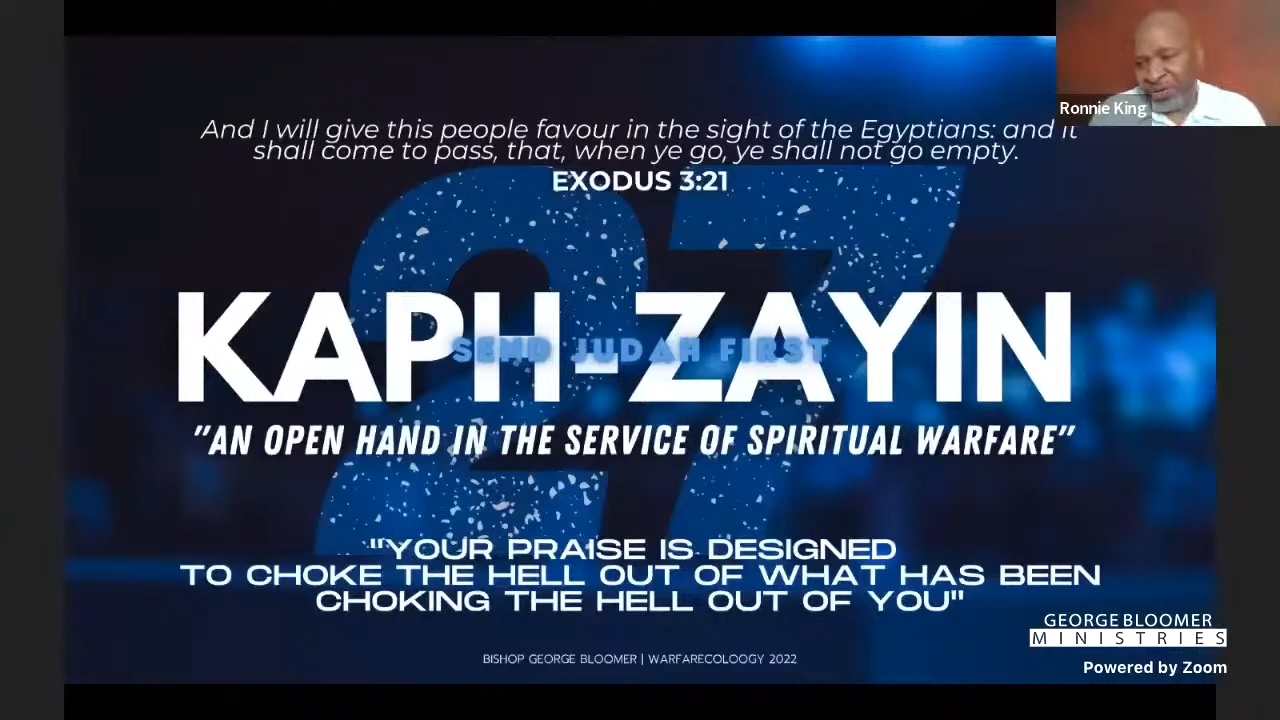 And I will give this people favour in the sight of the Egyptians: and it
shall come to pass, that, when ye go, ye shall not go empty.
EXODUS 3:21
27
KAPH-ZAYIN
SEND JUDAH FIRST
"AN OPEN HAND IN THE SERVICE OF SPIRITUAL WARFARE"
"YOUR PRAISE IS DESIGNED
TO CHOKE THE HELL OUT OF WHAT HAS BEEN
CHOKING THE HELL OUT OF YOU"
BISHOP GEORGE BLOOMER | WARFARECOLOOGY 2022
Ronnie King
GEORGE BLOOMER
MINISTRIES
Powered by Zoom